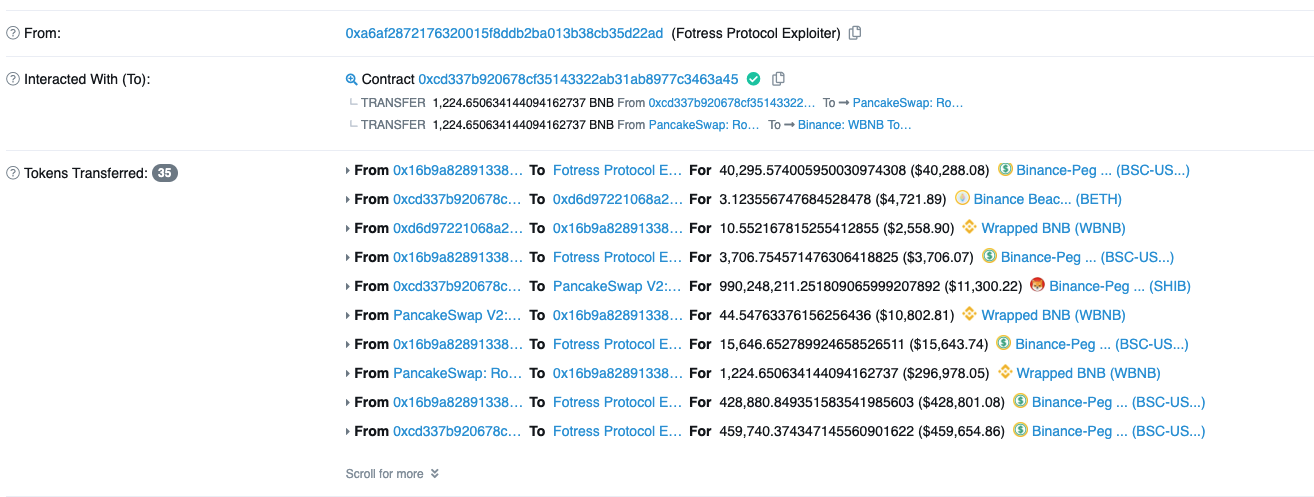 From: 0xa6af2872176320015f8ddb2ba013b38cb35d22ad (Fotress Protocol Exploiter)
Interacted With (To): Contract 0xcd337b920678cf35143322ab31ab8977c3463a45
TRANSFER 1,224.650634144094162737 BNB From 0xcd337b920678cf35143322... To → PancakeSwap: Ro...
TRANSFER 1,224.650634144094162737 BNB From PancakeSwap: Ro... To → Binance: WBNB To...
Tokens Transferred: 35
From 0x16b9a82891338... To Fotress Protocol E... For 40,295.574005950030974308 ($40,288.08) Binance-Peg ... (BSC-US...)
From 0xcd337b920678c... To 0xd6d97221068a2... For 3.123556747684528478 ($4,721.89) Binance Beac... (BETH)
From 0xd6d97221068a2... To 0x16b9a82891338... For 10.552167815255412855 ($2,558.90) Wrapped BNB (WBNB)
From 0x16b9a82891338... To Fotress Protocol E... For 3,706.754571476306418825 ($3,706.07) Binance-Peg ... (BSC-US...)
From 0xcd337b920678c... To PancakeSwap V2:... For 990,248,211.251809065999207892 ($11,300.22) Binance-Peg ... (SHIB)
From PancakeSwap V2:... To 0x16b9a82891338... For 44.54763376156256436 ($10,802.81) Wrapped BNB (WBNB)
From 0x16b9a82891338... To Fotress Protocol E... For 15,646.652789924658526511 ($15,643.74) Binance-Peg ... (BSC-US...)
From PancakeSwap: Ro... To 0x16b9a82891338... For 1,224.650634144094162737 ($296,978.05) Wrapped BNB (WBNB)
From 0x16b9a82891338... To Fotress Protocol E... For 428,880.849351583541985603 ($428,801.08) Binance-Peg ... (BSC-US...)
From 0xcd337b920678c... To Fotress Protocol E... For 459,740.374347145560901622 ($459,654.86) Binance-Peg ... (BSC-US...)
Scroll for more